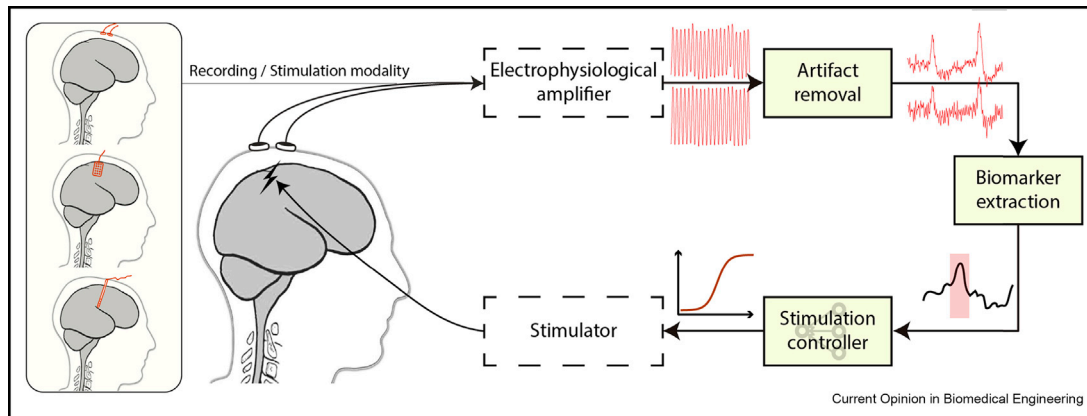 Recording / Stimulation modality
Electrophysiological
amplifier
Artifact
removal
Biomarker
extraction
Stimulation
controller
Stimulator
Current Opinion in Biomedical Engineering